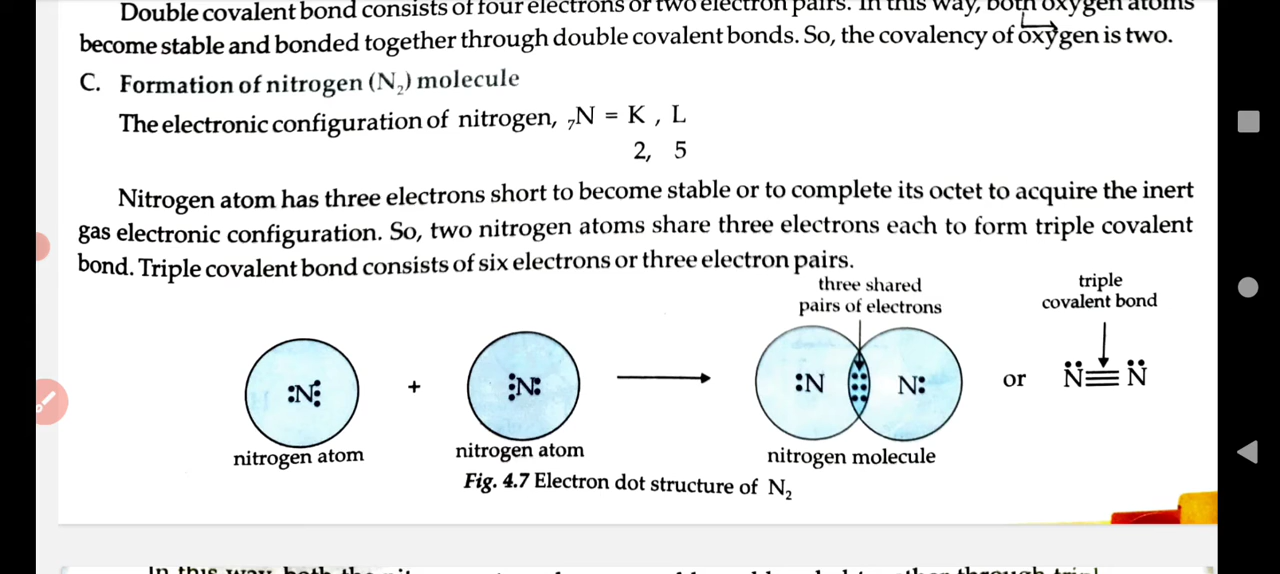 Double covalent bond consists of four electrons or two electron pairs. In this way, both oxygen atoms
become stable and bonded together through double covalent bonds. So, the covalency of oxygen is two.
C. Formation of nitrogen (N₂) molecule
The electronic configuration of nitrogen, ₇N = K , L
2, 5
Nitrogen atom has three electrons short to become stable or to complete its octet to acquire the inert
gas electronic configuration. So, two nitrogen atoms share three electrons each to form triple covalent
bond. Triple covalent bond consists of six electrons or three electron pairs.
three shared
pairs of electrons
triple
covalent bond
:N⋮ + ⋮N: :N ⋮⋮ N: or N̈≡N̈
nitrogen atom
nitrogen atom
nitrogen molecule
Fig. 4.7 Electron dot structure of N₂
In this way both the